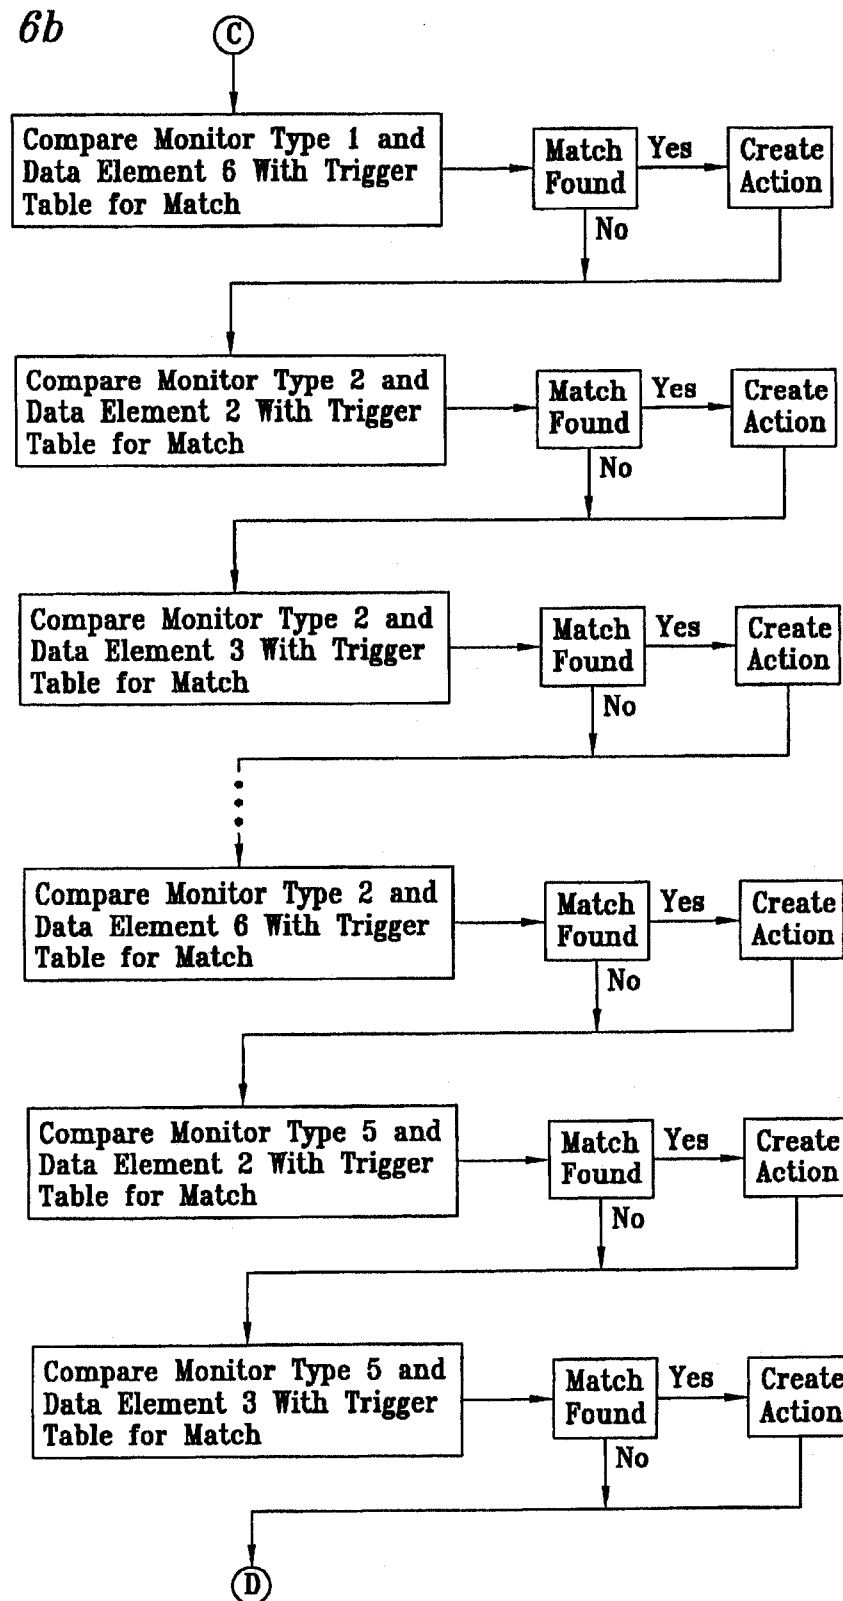 6b
C
Compare Monitor Type 1 and
Data Element 6 With Trigger
Table for Match
Match
Found
Yes
Create
Action
No
Compare Monitor Type 2 and
Data Element 2 With Trigger
Table for Match
Match
Found
Yes
Create
Action
No
Compare Monitor Type 2 and
Data Element 3 With Trigger
Table for Match
Match
Found
Yes
Create
Action
No
Compare Monitor Type 2 and
Data Element 6 With Trigger
Table for Match
Match
Found
Yes
Create
Action
No
Compare Monitor Type 5 and
Data Element 2 With Trigger
Table for Match
Match
Found
Yes
Create
Action
No
Compare Monitor Type 5 and
Data Element 3 With Trigger
Table for Match
Match
Found
Yes
Create
Action
No
D